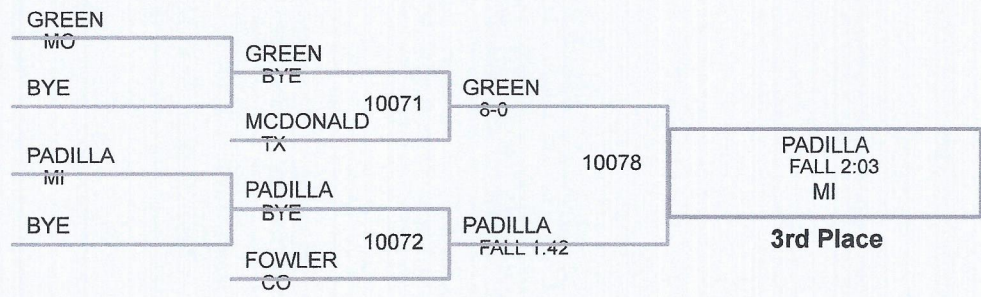 GREEN
MO
BYE
PADILLA
MI
BYE
GREEN
BYE
10071
MCDONALD
TX
PADILLA
BYE
10072
FOWLER
CO
GREEN
8-0
10078
PADILLA
FALL 1:42
PADILLA
FALL 2:03
MI
3rd Place